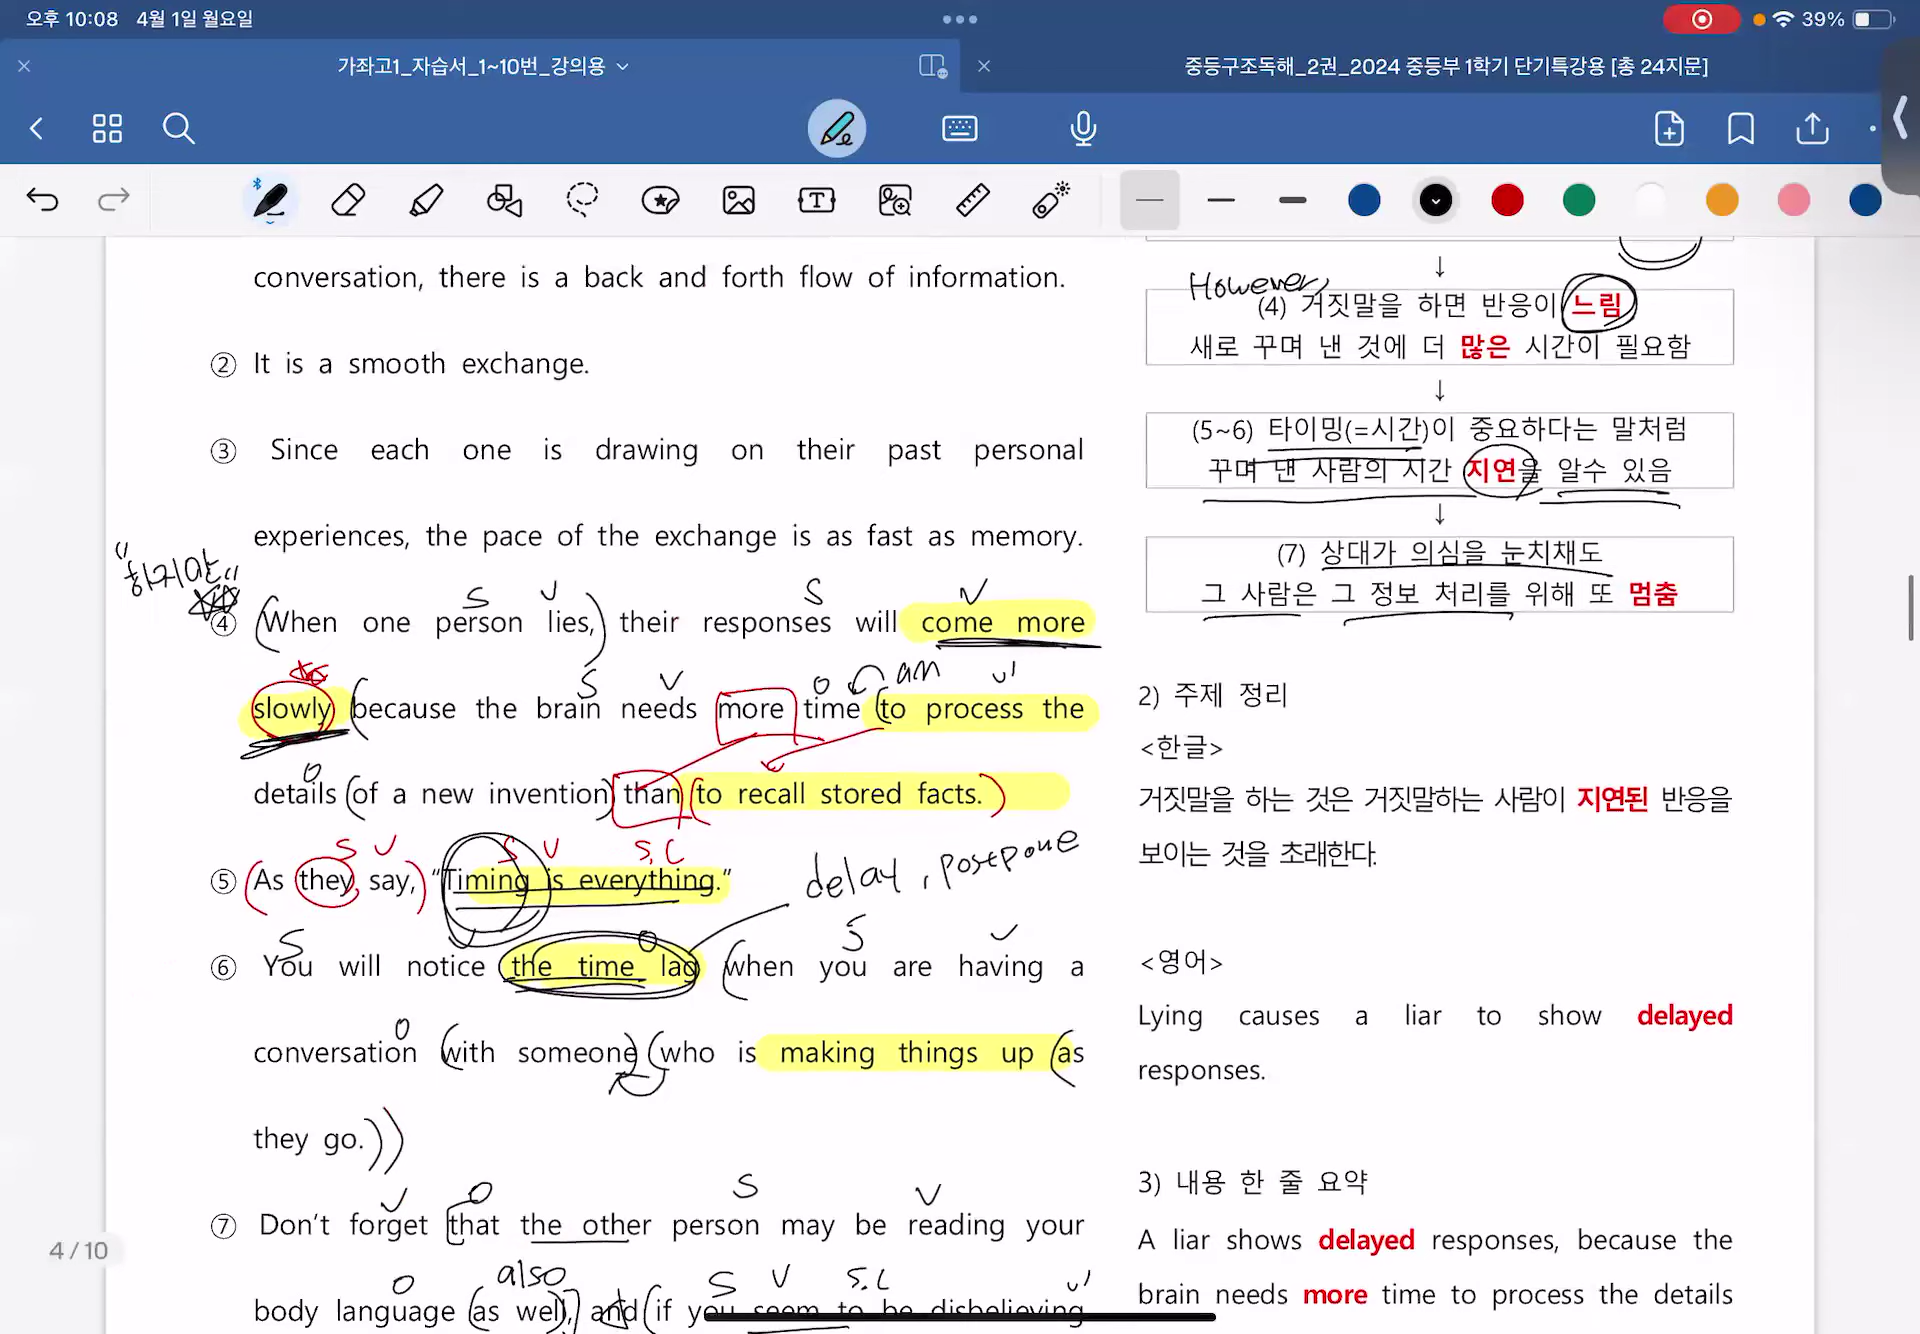 오후 10:08 4월 1일 월요일
39%
가좌고1_자습서_1~10번_강의용
중등구조독해_2권_2024 중등부 1학기 단기특강용 [총 24지문]
conversation, there is a back and forth flow of information.
② It is a smooth exchange.
③ Since each one is drawing on their past personal
experiences, the pace of the exchange is as fast as memory.
"하지만"
S V S V
④ (When one person lies,) their responses will come more
S V O an V'
slowly (because the brain needs more time (to process the
O
details (of a new invention) than (to recall stored facts.)
S V S V S.C
⑤ (As they say,) "Timing is everything."
delay, postpone
S O S V
⑥ You will notice the time lag (when you are having a
O
conversation (with someone) (who is making things up (as
they go.))
V O S V
⑦ Don't forget [that the other person may be reading your
O also S V S.C V'
body language (as well,] and (if you seem to be disbelieving
4 / 10
However,
(4) 거짓말을 하면 반응이 느림
새로 꾸며 낸 것에 더 많은 시간이 필요함
↓
(5~6) 타이밍(=시간)이 중요하다는 말처럼
꾸며 낸 사람의 시간 지연을 알수 있음
↓
(7) 상대가 의심을 눈치채도
그 사람은 그 정보 처리를 위해 또 멈춤
2) 주제 정리
<한글>
거짓말을 하는 것은 거짓말하는 사람이 지연된 반응을
보이는 것을 초래한다.
<영어>
Lying causes a liar to show delayed
responses.
3) 내용 한 줄 요약
A liar shows delayed responses, because the
brain needs more time to process the details